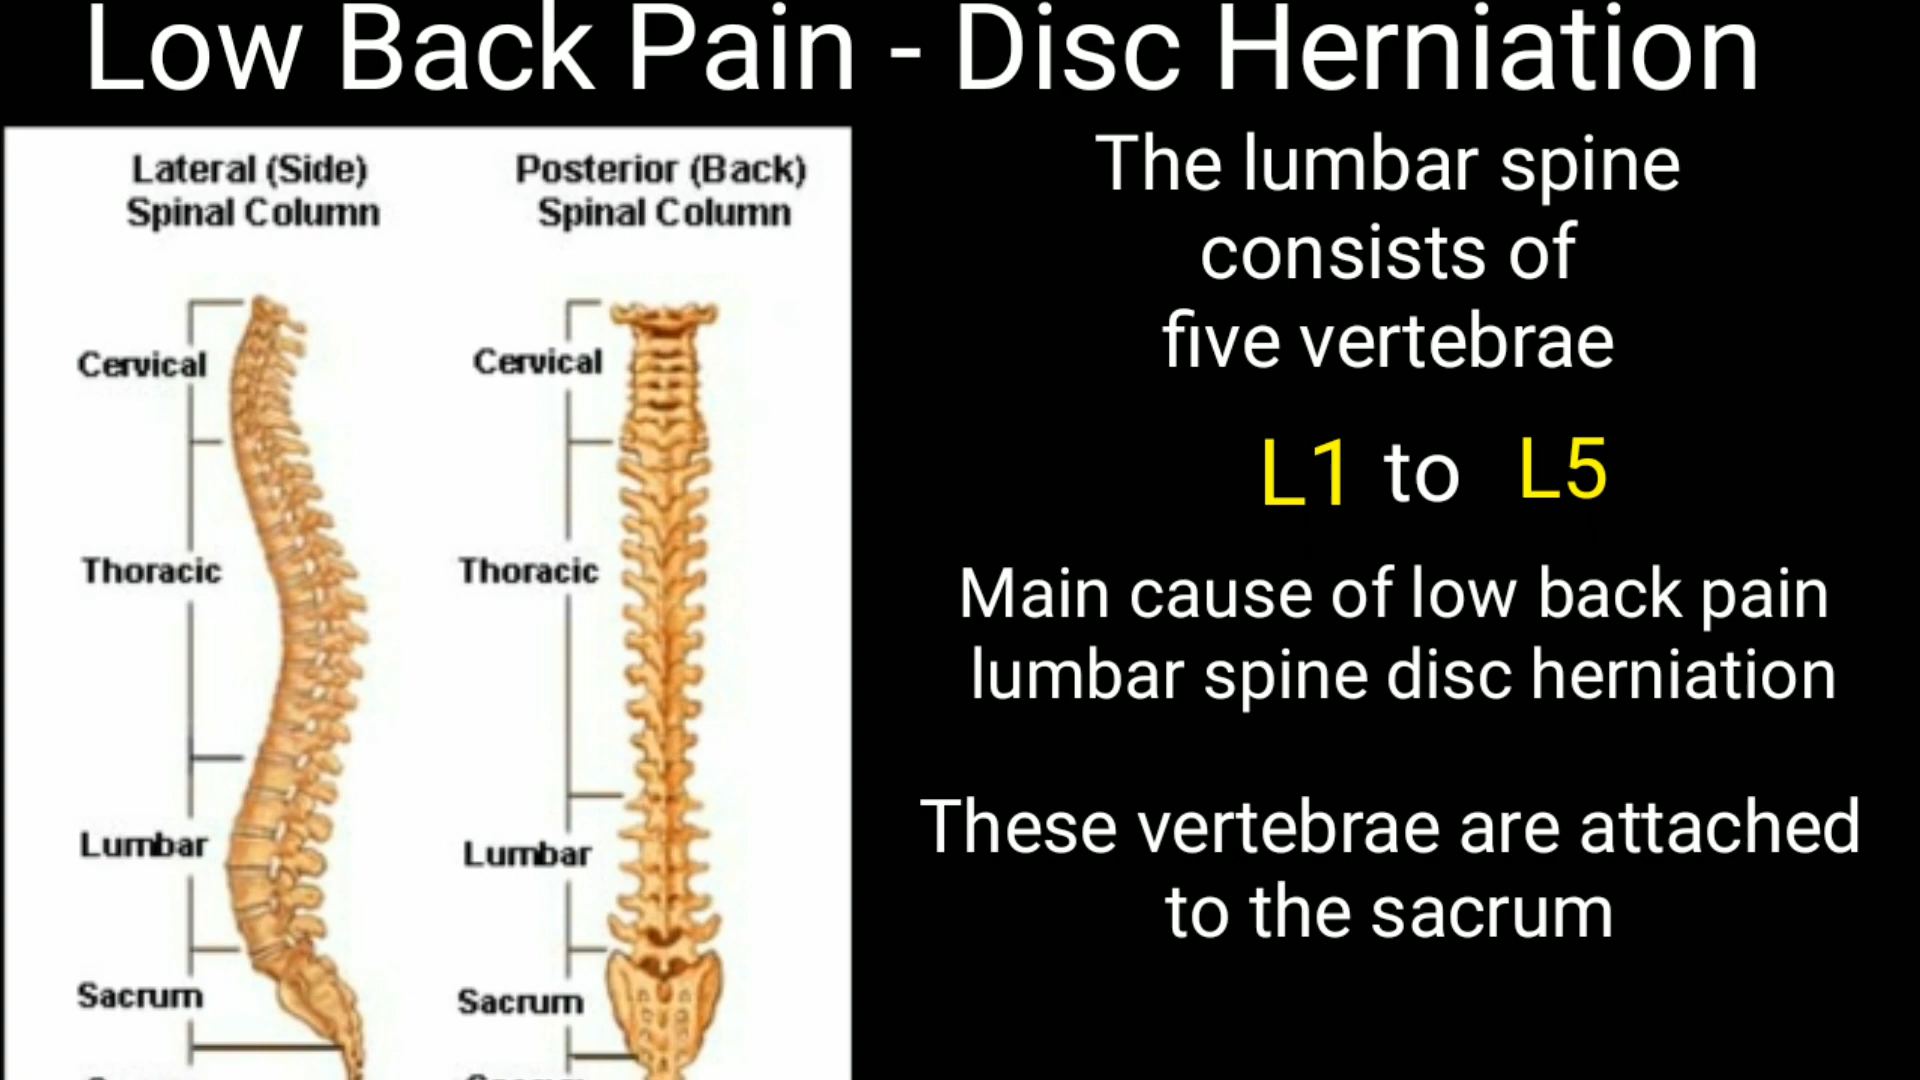 Low Back Pain - Disc Herniation
Lateral (Side)
Spinal Column
Posterior (Back)
Spinal Column
Cervical
Thoracic
Lumbar
Sacrum
Cervical
Thoracic
Lumbar
Sacrum
The lumbar spine
consists of
five vertebrae
L1 to L5
Main cause of low back pain
lumbar spine disc herniation
These vertebrae are attached
to the sacrum